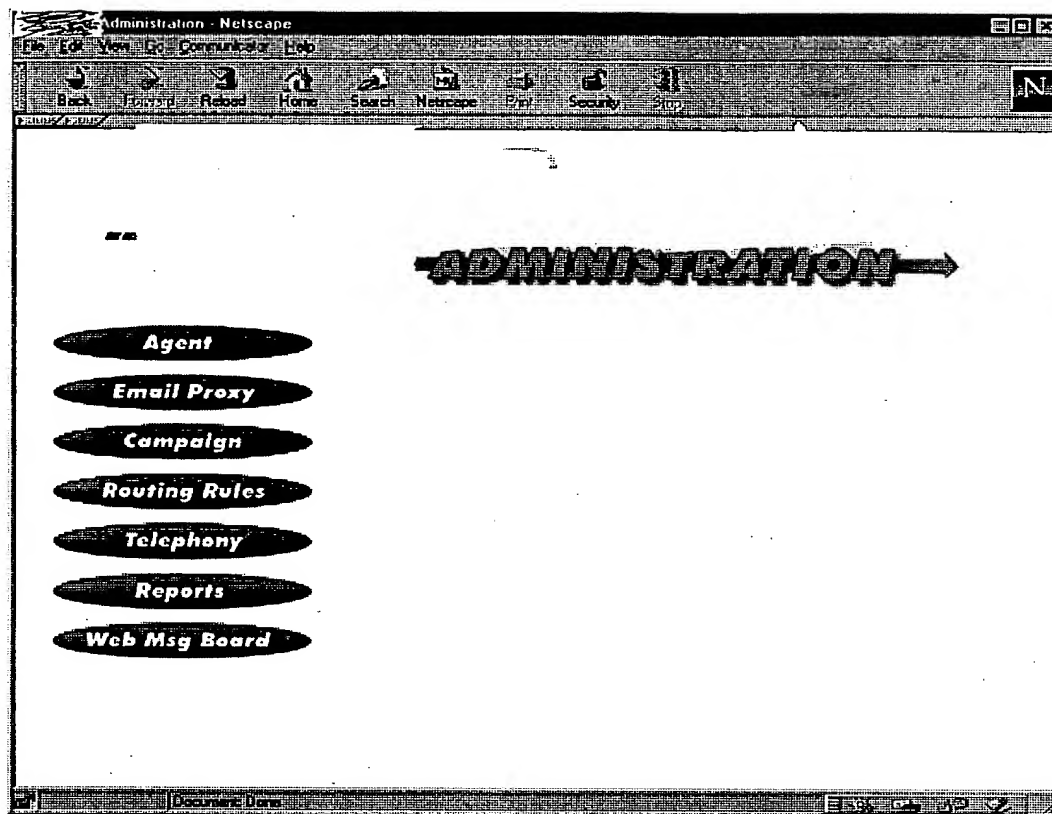 Administration - Netscape
File Edit View Go Communicator Help
Back Forward Reload Home Search Netscape Print Security Stop
N
ADMINISTRATION
Agent
Email Proxy
Campaign
Routing Rules
Telephony
Reports
Web Msg Board
Document: Done